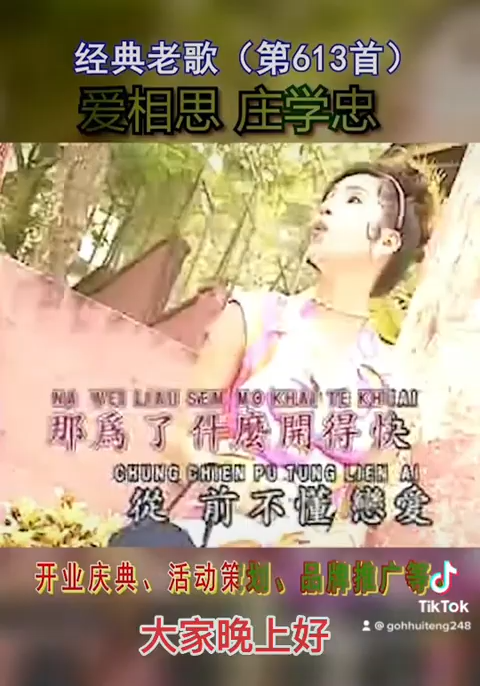 经典老歌（第613首）
爱相思 庄学忠
NA WEI LIAU SEN MO KHAI TE KHUAI
那爲了什麼開得快
CHUNG CHIEN PU TUNG LIEN AI
從前不懂戀愛
开业庆典、活动策划、品牌推广等
TikTok
@gohhuiteng248
大家晚上好